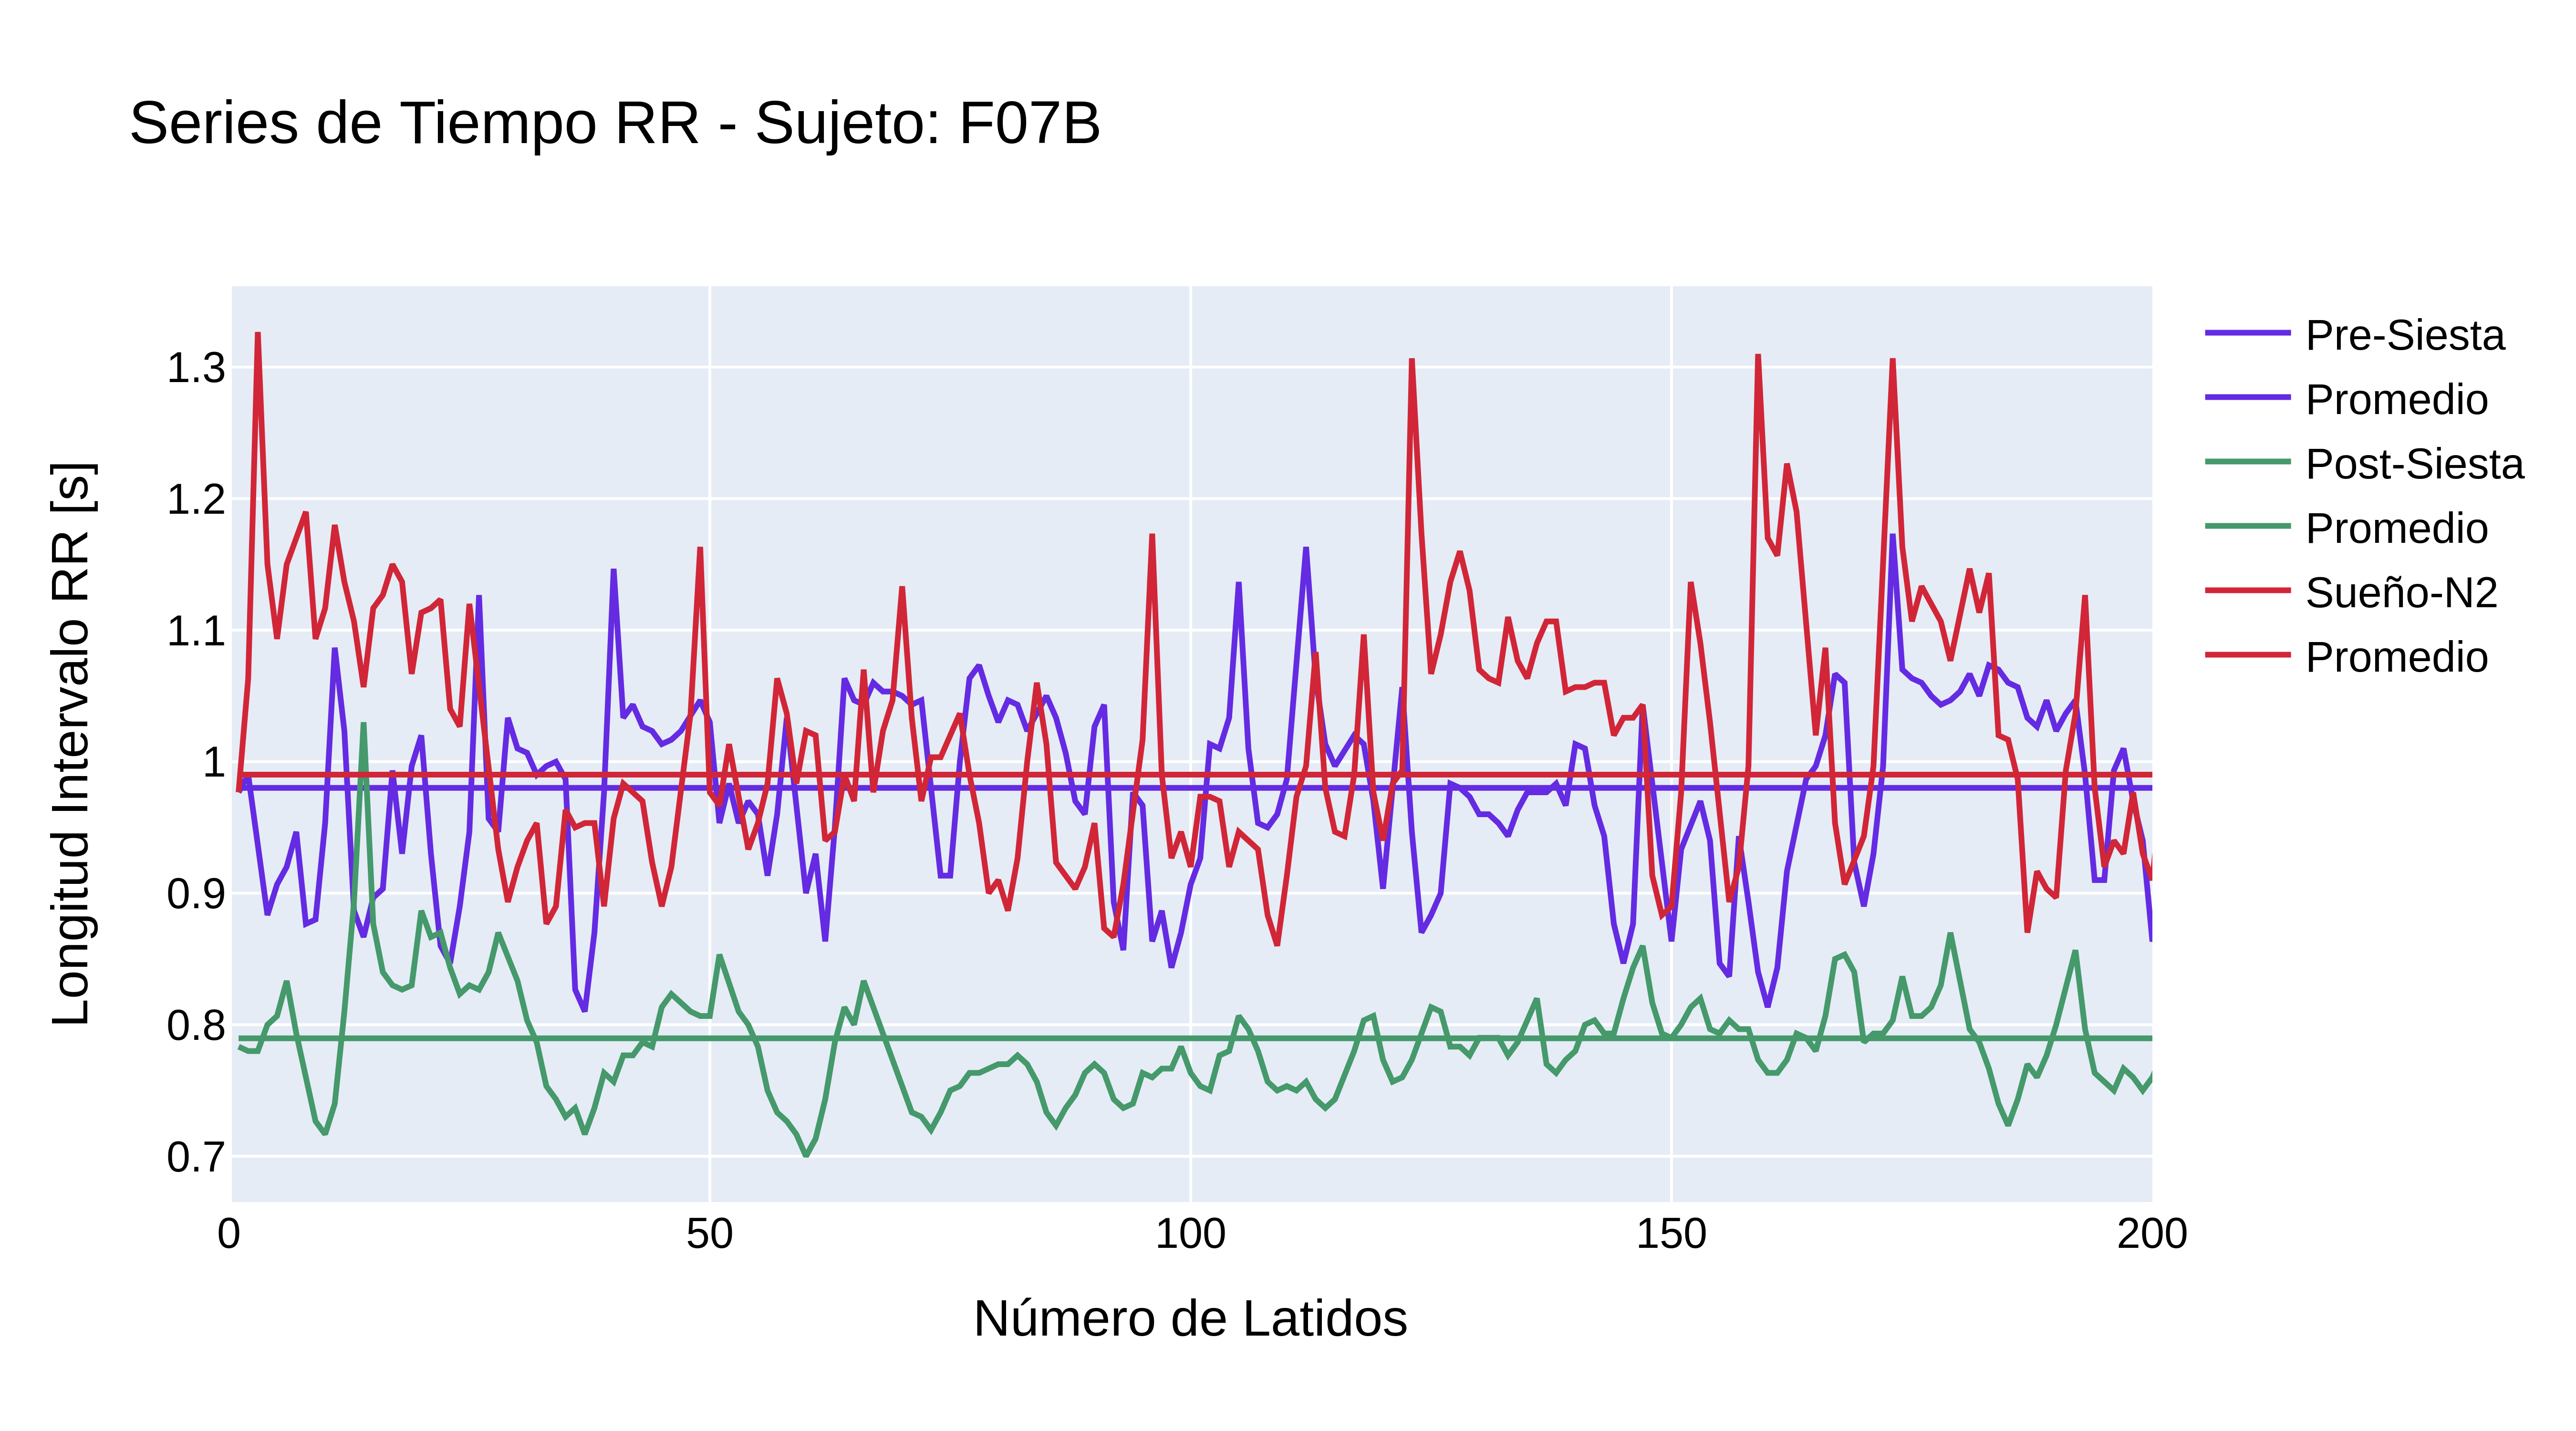 Series de Tiempo RR - Sujeto: F07B
Longitud Intervalo RR [s]
1.3
1.2
1.1
1
0.9
0.8
0.7
0
50
100
150
200
Número de Latidos
Pre-Siesta
Promedio
Post-Siesta
Promedio
Sueño-N2
Promedio